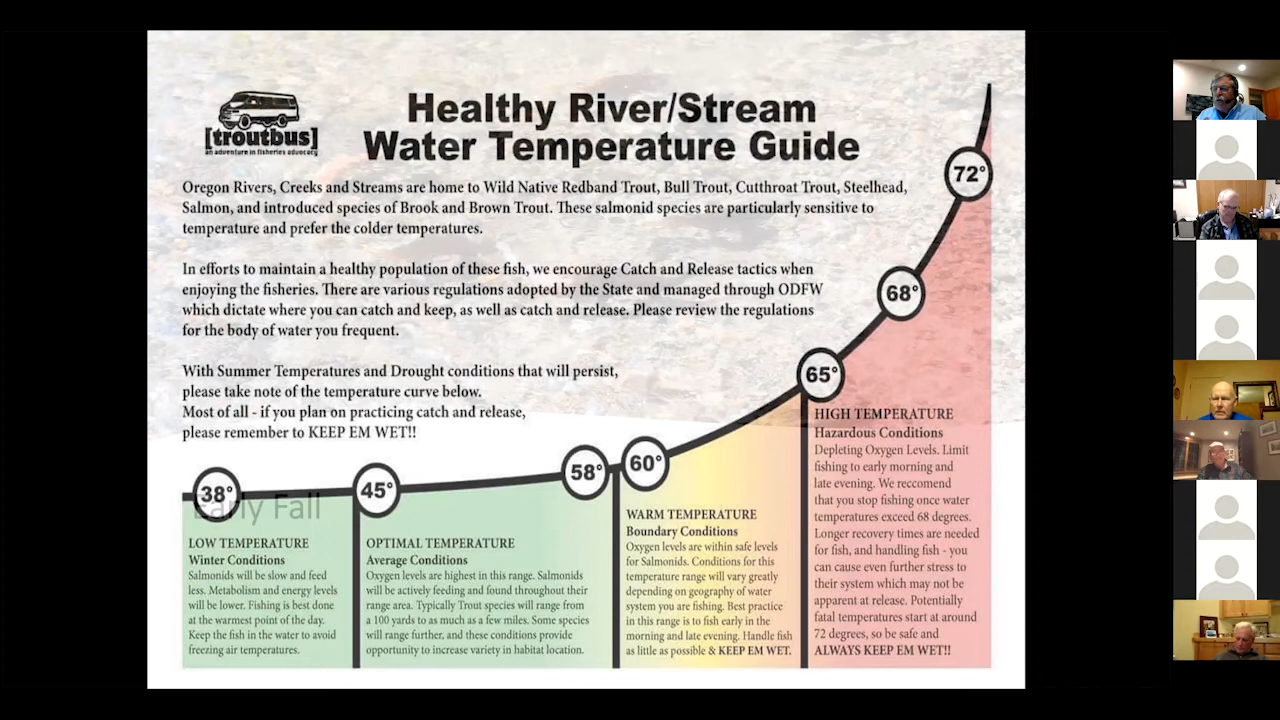 [troutbus]
an adventure in fisheries advocacy
Healthy River/Stream
Water Temperature Guide
Oregon Rivers, Creeks and Streams are home to Wild Native Redband Trout, Bull Trout, Cutthroat Trout, Steelhead,
Salmon, and introduced species of Brook and Brown Trout. These salmonid species are particularly sensitive to
temperature and prefer the colder temperatures.
In efforts to maintain a healthy population of these fish, we encourage Catch and Release tactics when
enjoying the fisheries. There are various regulations adopted by the State and managed through ODFW
which dictate where you can catch and keep, as well as catch and release. Please review the regulations
for the body of water you frequent.
With Summer Temperatures and Drought conditions that will persist,
please take note of the temperature curve below.
Most of all - if you plan on practicing catch and release,
please remember to KEEP EM WET!!
38°
45°
58°
60°
65°
68°
72°
Early Fall
LOW TEMPERATURE
Winter Conditions
Salmonids will be slow and feed
less. Metabolism and energy levels
will be lower. Fishing is best done
at the warmest point of the day.
Keep the fish in the water to avoid
freezing air temperatures.
OPTIMAL TEMPERATURE
Average Conditions
Oxygen levels are highest in this range. Salmonids
will be actively feeding and found throughout their
range area. Typically Trout species will range from
a 100 yards to as much as a few miles. Some species
will range further, and these conditions provide
opportunity to increase variety in habitat location.
WARM TEMPERATURE
Boundary Conditions
Oxygen levels are within safe levels
for Salmonids. Conditions for this
temperature range will vary greatly
depending on geography of water
system you are fishing. Best practice
in this range is to fish early in the
morning and late evening. Handle fish
as little as possible & KEEP EM WET.
HIGH TEMPERATURE
Hazardous Conditions
Depleting Oxygen Levels. Limit
fishing to early morning and
late evening. We reccomend
that you stop fishing once water
temperatures exceed 68 degrees.
Longer recovery times are needed
for fish, and handling fish - you
can cause even further stress to
their system which may not be
apparent at release. Potentially
fatal temperatures start at around
72 degrees, so be safe and
ALWAYS KEEP EM WET!!